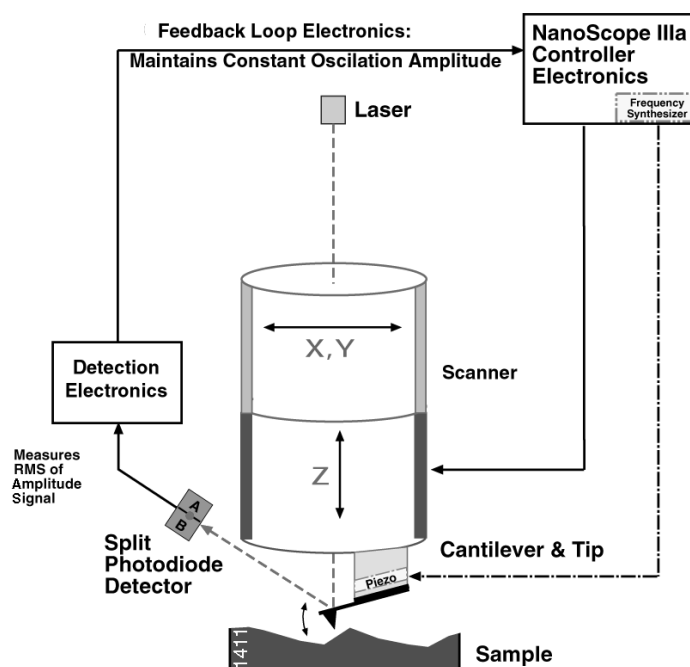 Feedback Loop Electronics:
Maintains Constant Oscilation Amplitude
NanoScope IIIa
Controller
Electronics
Frequency
Synthesizer
Laser
X, Y
Detection
Electronics
Scanner
Measures
RMS of
Amplitude
Signal
Z
A
B
Split
Photodiode
Detector
Cantilever & Tip
Piezo
1411
Sample